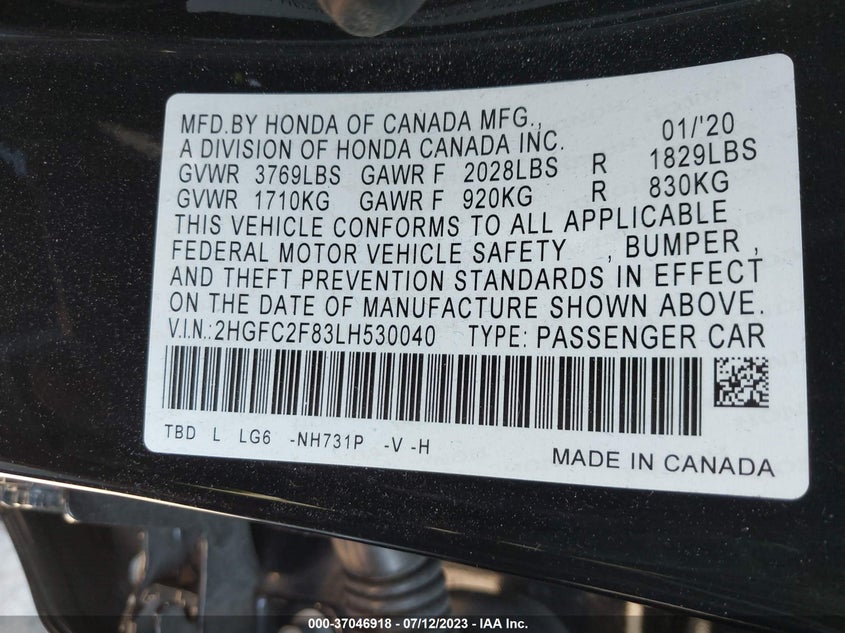 MFD.BY HONDA OF CANADA MFG., 01/'20
A DIVISION OF HONDA CANADA INC.
GVWR 3769LBS GAWR F 2028LBS R 1829LBS
GVWR 1710KG GAWR F 920KG R 830KG
THIS VEHICLE CONFORMS TO ALL APPLICABLE
FEDERAL MOTOR VEHICLE SAFETY , BUMPER ,
AND THEFT PREVENTION STANDARDS IN EFFECT
ON THE DATE OF MANUFACTURE SHOWN ABOVE.
V.I.N.:2HGFC2F83LH530040 TYPE: PASSENGER CAR
TBD L LG6 -NH731P -V -H
MADE IN CANADA
000-37046918 - 07/12/2023 - IAA Inc.